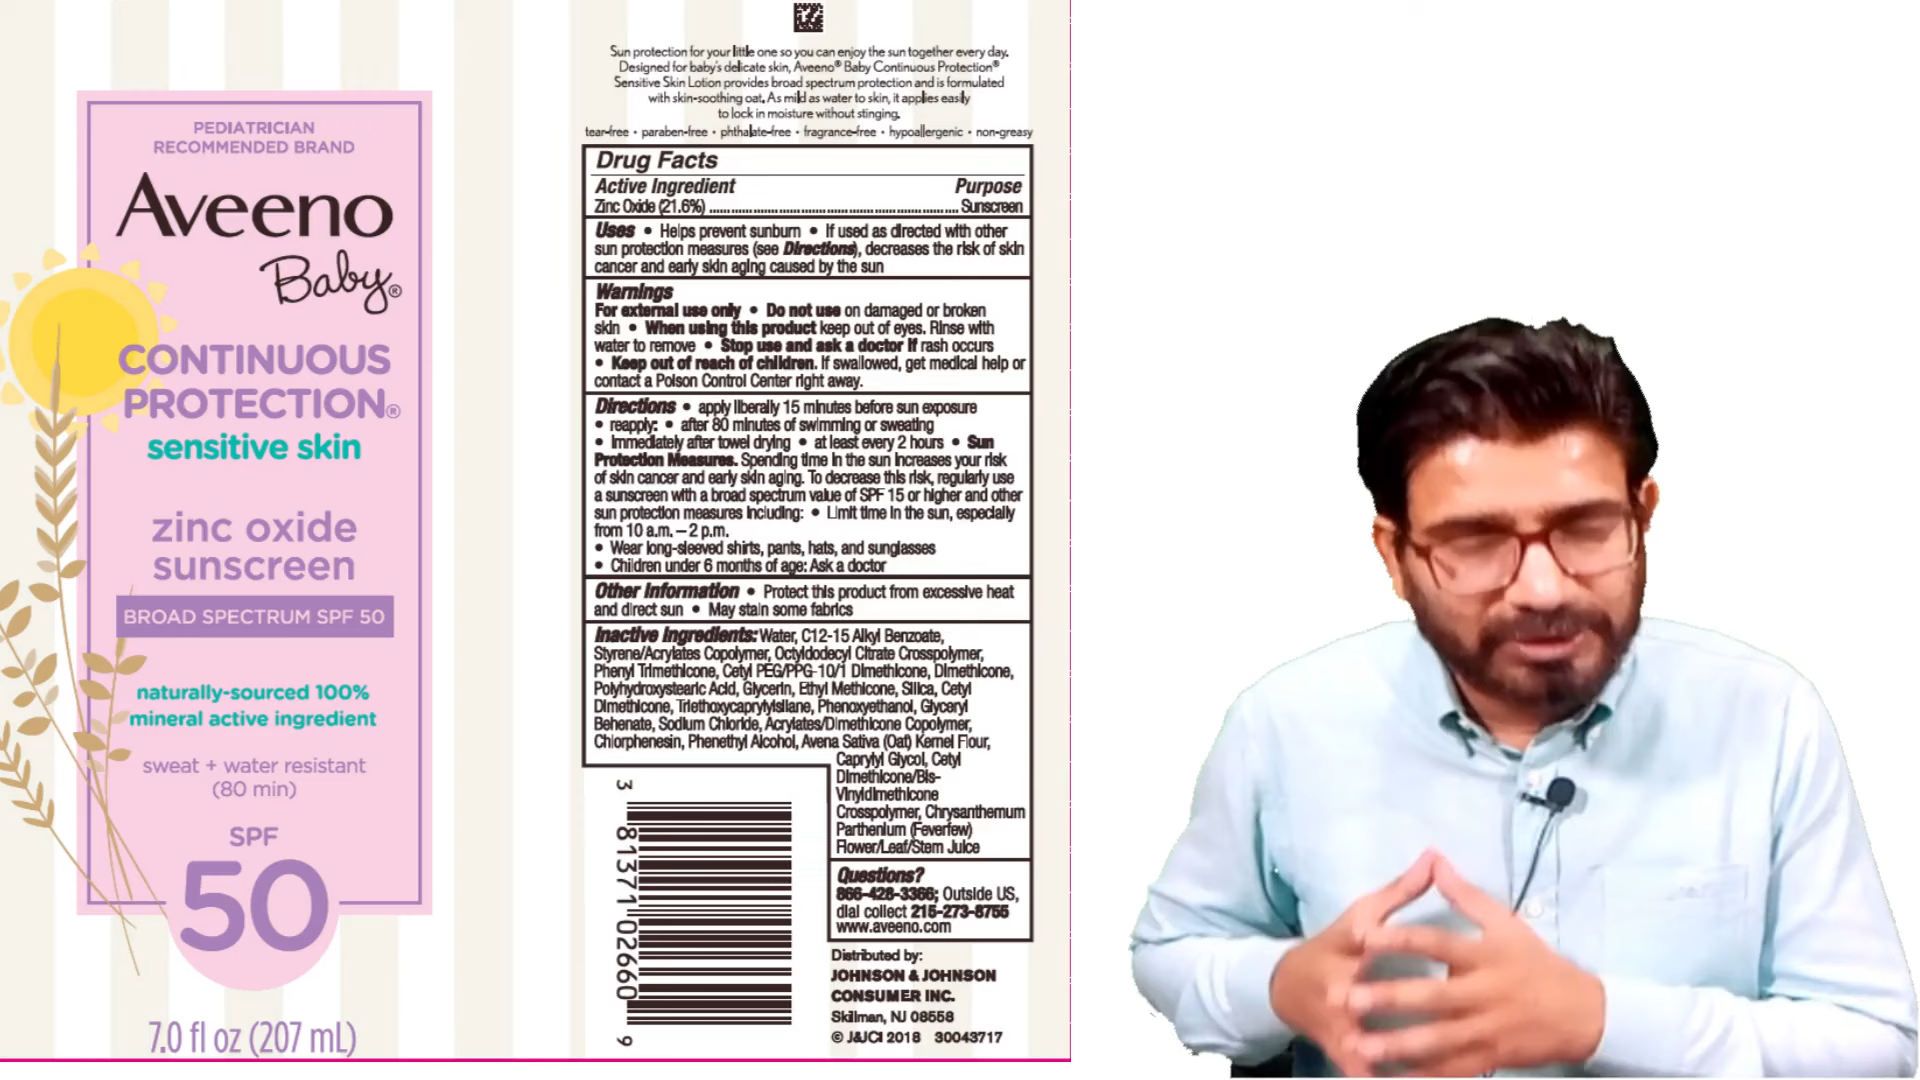 PEDIATRICIAN
RECOMMENDED BRAND
Aveeno
Baby®
CONTINUOUS
PROTECTION®
sensitive skin
zinc oxide
sunscreen
BROAD SPECTRUM SPF 50
naturally-sourced 100%
mineral active ingredient
sweat + water resistant
(80 min)
SPF
50
7.0 fl oz (207 mL)
Sun protection for your little one so you can enjoy the sun together every day.
Designed for baby's delicate skin, Aveeno® Baby Continuous Protection®
Sensitive Skin Lotion provides broad spectrum protection and is formulated
with skin-soothing oat. As mild as water to skin, it applies easily
to lock in moisture without stinging.
tear-free • paraben-free • phthalate-free • fragrance-free • hypoallergenic • non-greasy
Drug Facts
Active Ingredient Purpose
Zinc Oxide (21.6%) ........................................................ Sunscreen
Uses • Helps prevent sunburn • If used as directed with other
sun protection measures (see Directions), decreases the risk of skin
cancer and early skin aging caused by the sun
Warnings
For external use only • Do not use on damaged or broken
skin • When using this product keep out of eyes. Rinse with
water to remove • Stop use and ask a doctor if rash occurs
• Keep out of reach of children. If swallowed, get medical help or
contact a Poison Control Center right away.
Directions • apply liberally 15 minutes before sun exposure
• reapply: • after 80 minutes of swimming or sweating
• immediately after towel drying • at least every 2 hours • Sun
Protection Measures. Spending time in the sun increases your risk
of skin cancer and early skin aging. To decrease this risk, regularly use
a sunscreen with a broad spectrum value of SPF 15 or higher and other
sun protection measures including: • Limit time in the sun, especially
from 10 a.m. – 2 p.m.
• Wear long-sleeved shirts, pants, hats, and sunglasses
• Children under 6 months of age: Ask a doctor
Other Information • Protect this product from excessive heat
and direct sun • May stain some fabrics
Inactive Ingredients: Water, C12-15 Alkyl Benzoate,
Styrene/Acrylates Copolymer, Octyldodecyl Citrate Crosspolymer,
Phenyl Trimethicone, Cetyl PEG/PPG-10/1 Dimethicone, Dimethicone,
Polyhydroxystearic Acid, Glycerin, Ethyl Methicone, Silica, Cetyl
Dimethicone, Triethoxycaprylylsilane, Phenoxyethanol, Glyceryl
Behenate, Sodium Chloride, Acrylates/Dimethicone Copolymer,
Chlorphenesin, Phenethyl Alcohol, Avena Sativa (Oat) Kernel Flour,
Caprylyl Glycol, Cetyl
Dimethicone/Bis-
Vinyldimethicone
Crosspolymer, Chrysanthemum
Parthenium (Feverfew)
Flower/Leaf/Stem Juice
3 81371 02660 9
Questions?
866-428-3366; Outside US,
dial collect 215-273-8755
www.aveeno.com
Distributed by:
JOHNSON & JOHNSON
CONSUMER INC.
Skillman, NJ 08558
© J&JCI 2018 30043717